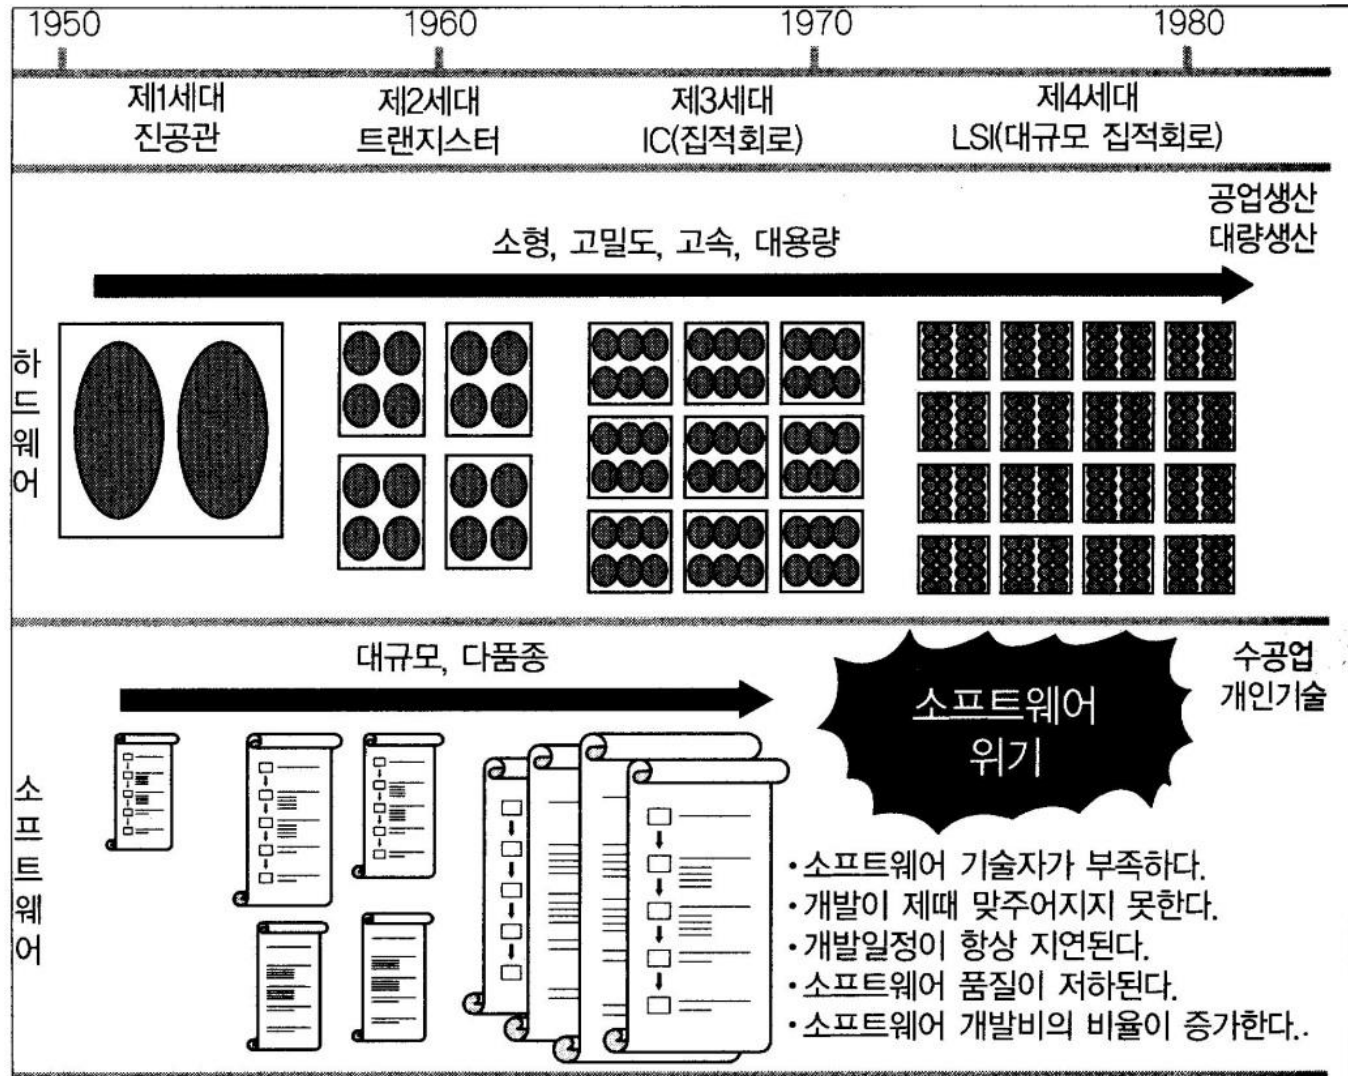 1950 1960 1970 1980
제1세대 제2세대 제3세대 제4세대
진공관 트랜지스터 IC(집적회로) LSI(대규모 집적회로)
공업생산
소형, 고밀도, 고속, 대용량 대량생산
하드웨어
대규모, 다품종 수공업
개인기술
소프트웨어
위기
소프트웨어
·소프트웨어 기술자가 부족하다.
·개발이 제때 맞주어지지 못한다.
·개발일정이 항상 지연된다.
·소프트웨어 품질이 저하된다.
·소프트웨어 개발비의 비율이 증가한다..